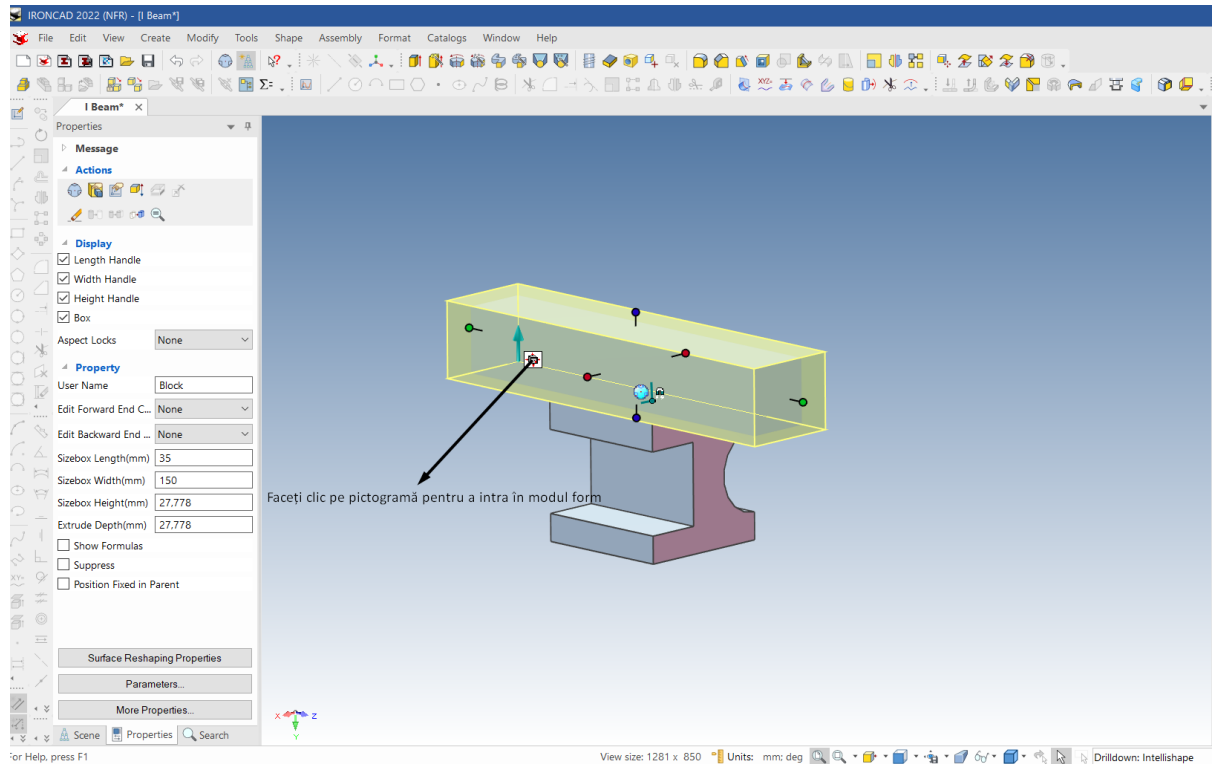 IRONCAD 2022 (NFR) - [I Beam*]
File Edit View Create Modify Tools Shape Assembly Format Catalogs Window Help
I Beam* ×
Properties
Message
Actions
Display
Length Handle
Width Handle
Height Handle
Box
Aspect Locks None
Property
User Name Block
Edit Forward End C... None
Edit Backward End ... None
Sizebox Length(mm) 35
Sizebox Width(mm) 150
Sizebox Height(mm) 27,778
Extrude Depth(mm) 27,778
Show Formulas
Suppress
Position Fixed in Parent
Surface Reshaping Properties
Parameters...
More Properties...
Scene Properties Search
Faceți clic pe pictogramă pentru a intra în modul form
X Z
Y
For Help, press F1
View size: 1281 x 850 Units: mm; deg Drilldown: Intellishape